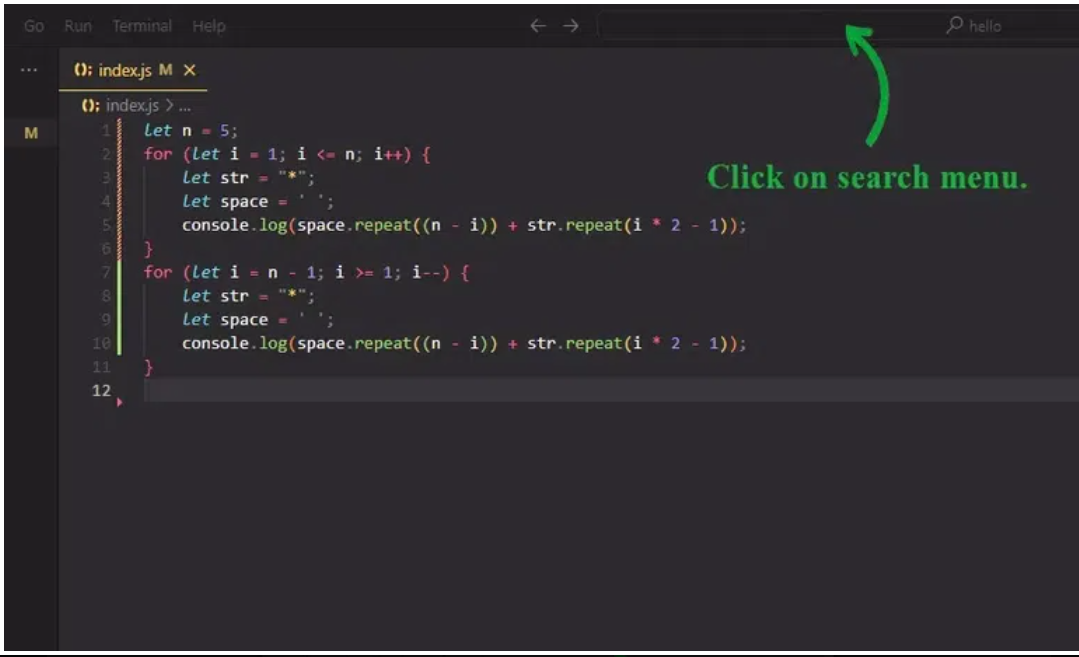 Go Run Terminal Help ← → hello
... {}; index.js M ×
{}; index.js > ...
M
1 let n = 5;
2 for (let i = 1; i <= n; i++) {
3 let str = "*";
4 let space = ' ';
5 console.log(space.repeat((n - i)) + str.repeat(i * 2 - 1));
6 }
7 for (let i = n - 1; i >= 1; i--) {
8 let str = "*";
9 let space = ' ';
10 console.log(space.repeat((n - i)) + str.repeat(i * 2 - 1));
11 }
12
Click on search menu.